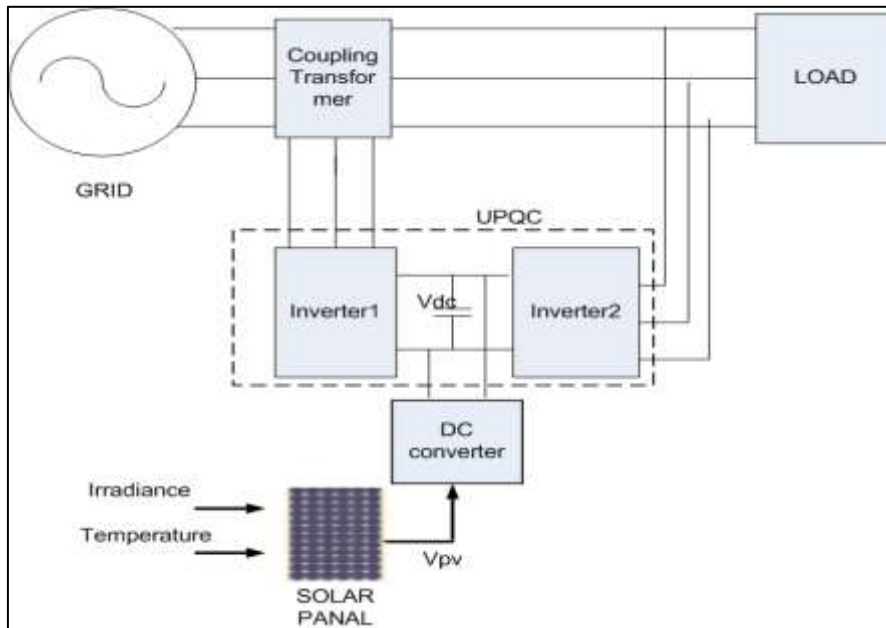 Coupling
Transfor
mer
LOAD
GRID
UPQC
Inverter1
Vdc
Inverter2
DC
converter
Irradiance
Temperature
Vpv
SOLAR
PANAL